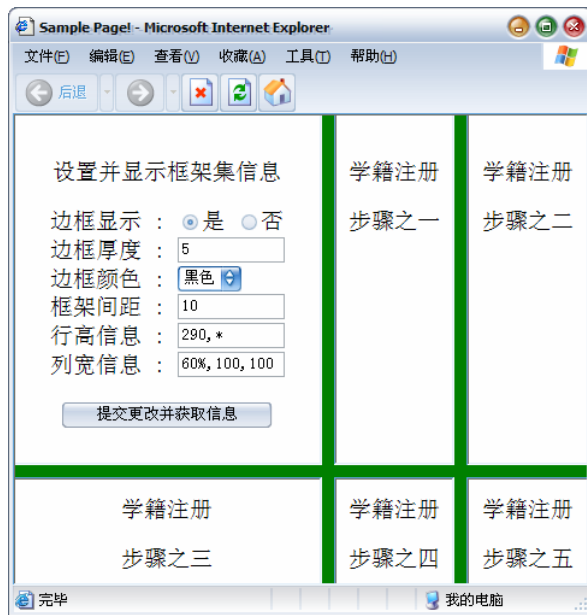 Sample Page! - Microsoft Internet Explorer
文件(F) 编辑(E) 查看(V) 收藏(A) 工具(T) 帮助(H)
后退
设置并显示框架集信息
边框显示 : 是 否
边框厚度 : 5
边框颜色 : 黑色
框架间距 : 10
行高信息 : 290,*
列宽信息 : 60%,100,100
提交更改并获取信息
学籍注册
步骤之一
学籍注册
步骤之二
学籍注册
步骤之三
学籍注册
步骤之四
学籍注册
步骤之五
完毕
我的电脑